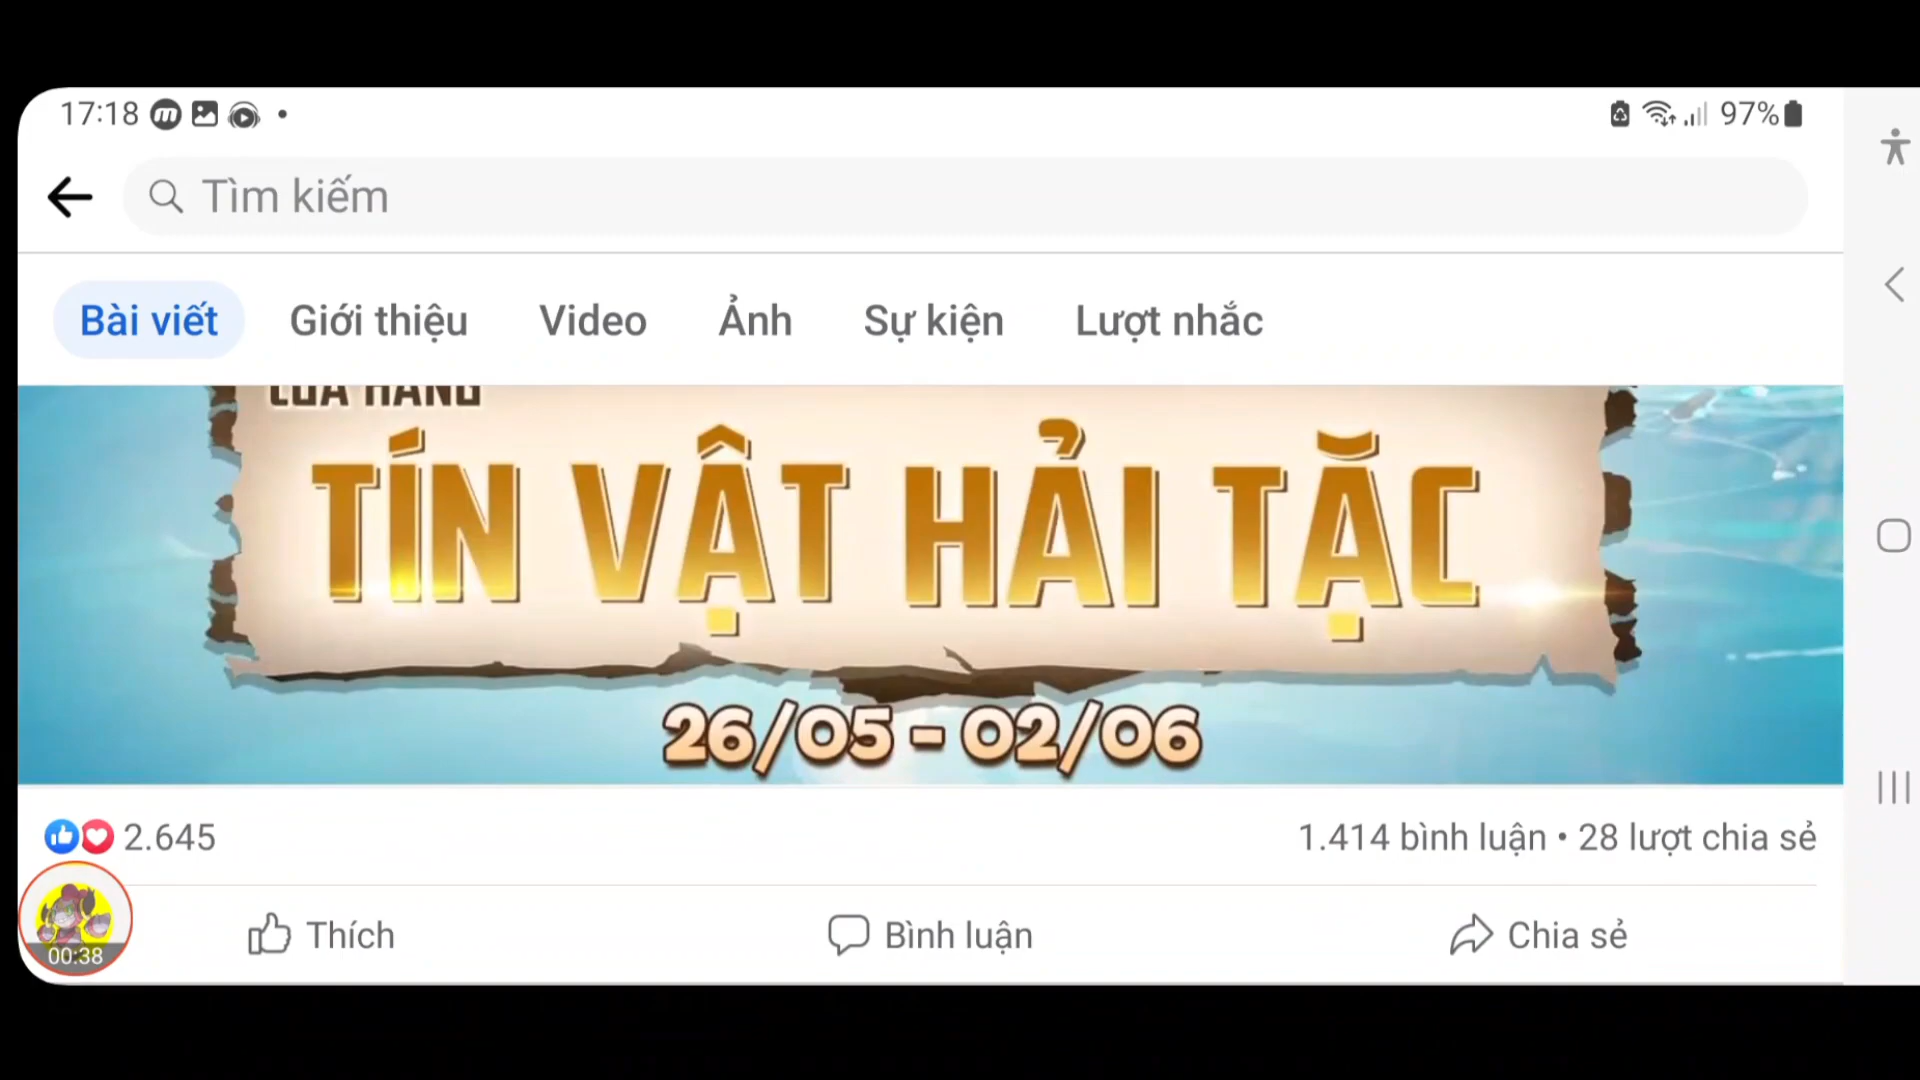 17:18
97%
Tìm kiếm
Bài viết
Giới thiệu
Video
Ảnh
Sự kiện
Lượt nhắc
CỬA HÀNG
TÍN VẬT HẢI TẶC
26/05 - 02/06
2.645
1.414 bình luận • 28 lượt chia sẻ
00:38
Thích
Bình luận
Chia sẻ